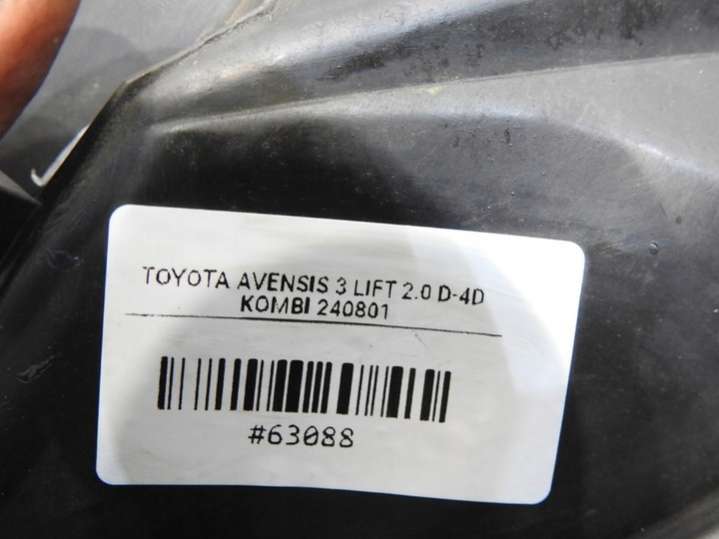 TOYOTA AVENSIS 3 LIFT 2.0 D-4D
KOMBI 240801
#63088